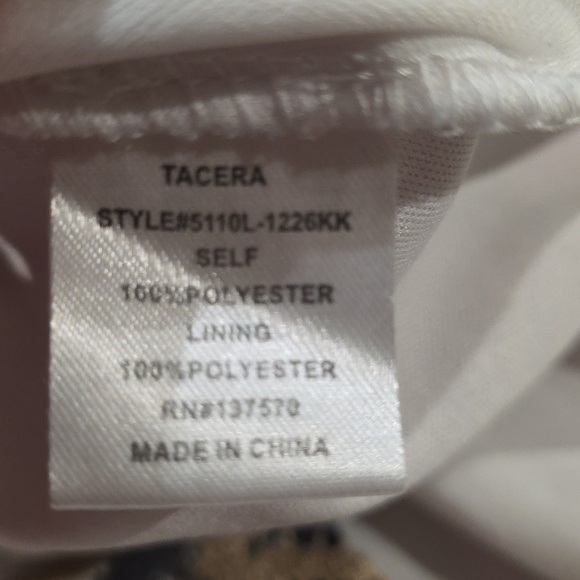 TACERA
STYLE#5110L-1226KK
SELF
100%POLYESTER
LINING
100%POLYESTER
RN#137570
MADE IN CHINA